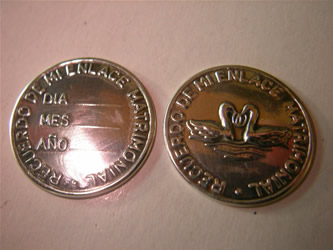 RECUERDO DE MI ENLACE MATRIMONIAL
DIA
MES
AÑO
RECUERDO DE MI ENLACE MATRIMONIAL